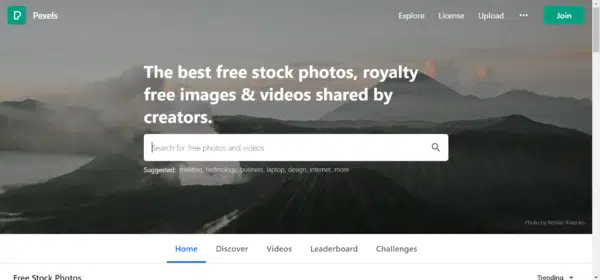 Pexels
Explore License Upload ••• Join
The best free stock photos, royalty
free images & videos shared by
creators.
Search for free photos and videos
Suggested: meeting, technology, business, laptop, design, internet, more
Photo by
Home Discover Videos Leaderboard Challenges
Free Stock Photos Trending